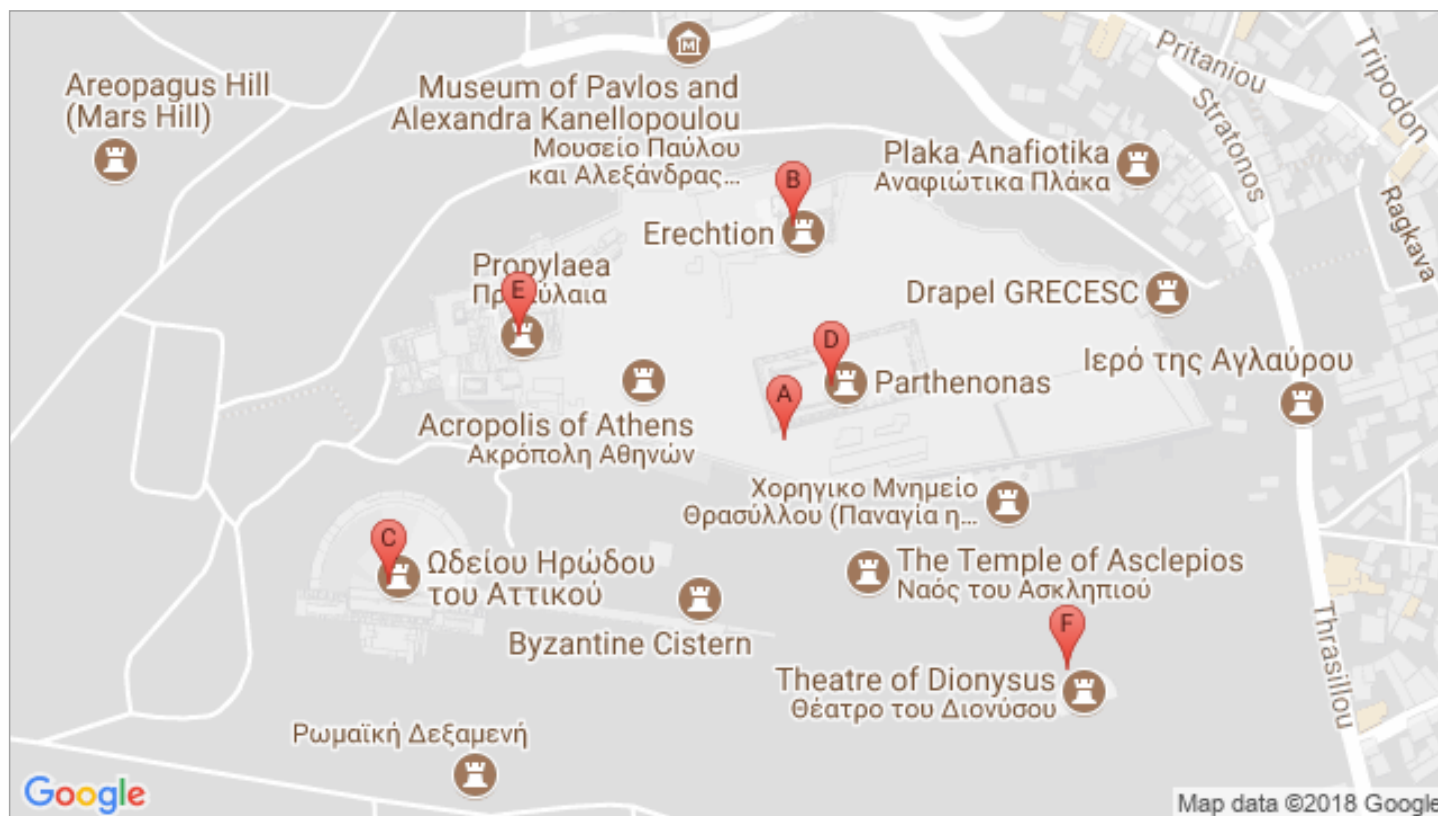 Areopagus Hill
(Mars Hill)
Museum of Pavlos and
Alexandra Kanellopoulou
Μουσείο Παύλου
και Αλεξάνδρας...
M
Pritaniou
Tripodon
Stratonos
Ragkava
Plaka Anafiotika
Αναφιώτικα Πλάκα
B
Erechtion
Propylaea
E
Drapel GRECESC
D
Parthenonas
A
Ιερό της Αγλαύρου
Acropolis of Athens
Ακρόπολη Αθηνών
Χορηγικο Μνημείο
Θρασύλλου (Παναγία η...
C
Ωδείου Ηρώδου
του Αττικού
The Temple of Asclepios
Ναός του Ασκληπιού
Byzantine Cistern
F
Theatre of Dionysus
Θέατρο του Διονύσου
Thrasillou
Ρωμαϊκή Δεξαμενή
Google
Map data ©2018 Google